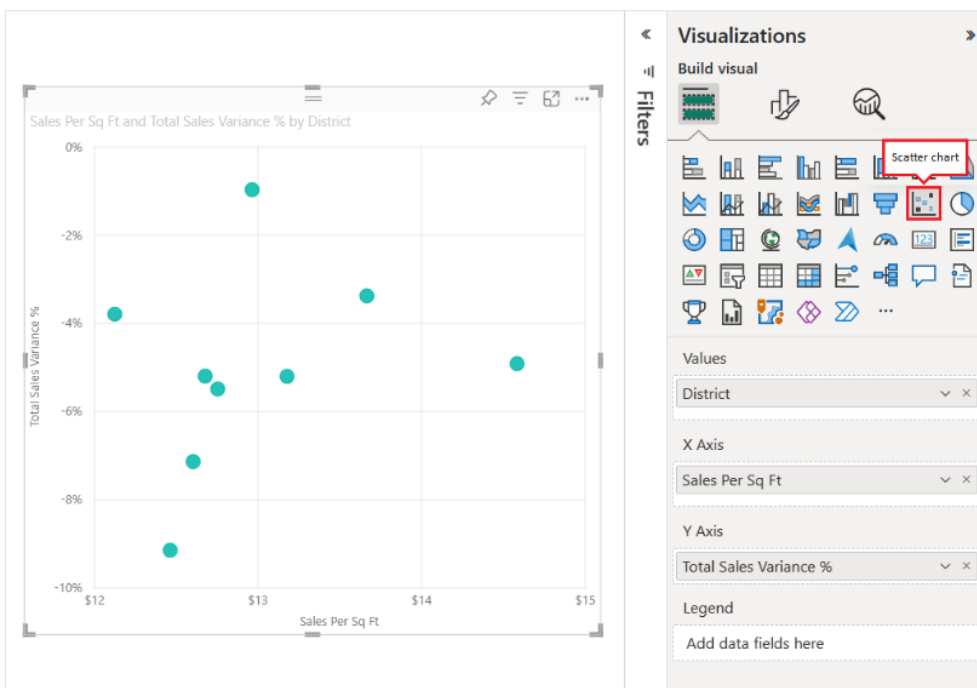 Visualizations
Build visual
Filters
Sales Per Sq Ft and Total Sales Variance % by District
0%
-2%
-4%
-6%
-8%
-10%
Total Sales Variance %
$12 $13 $14 $15
Sales Per Sq Ft
Scatter chart
123
Values
District
X Axis
Sales Per Sq Ft
Y Axis
Total Sales Variance %
Legend
Add data fields here